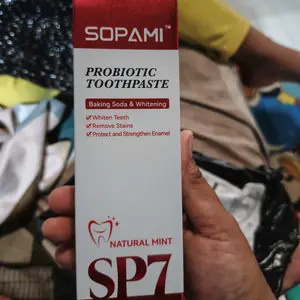 SOPAMI™
PROBIOTIC
TOOTHPASTE
Baking Soda & Whitening
Whiten Teeth
Remove Stains
Protect and Strengthen Enamel
NATURAL MINT
SP7